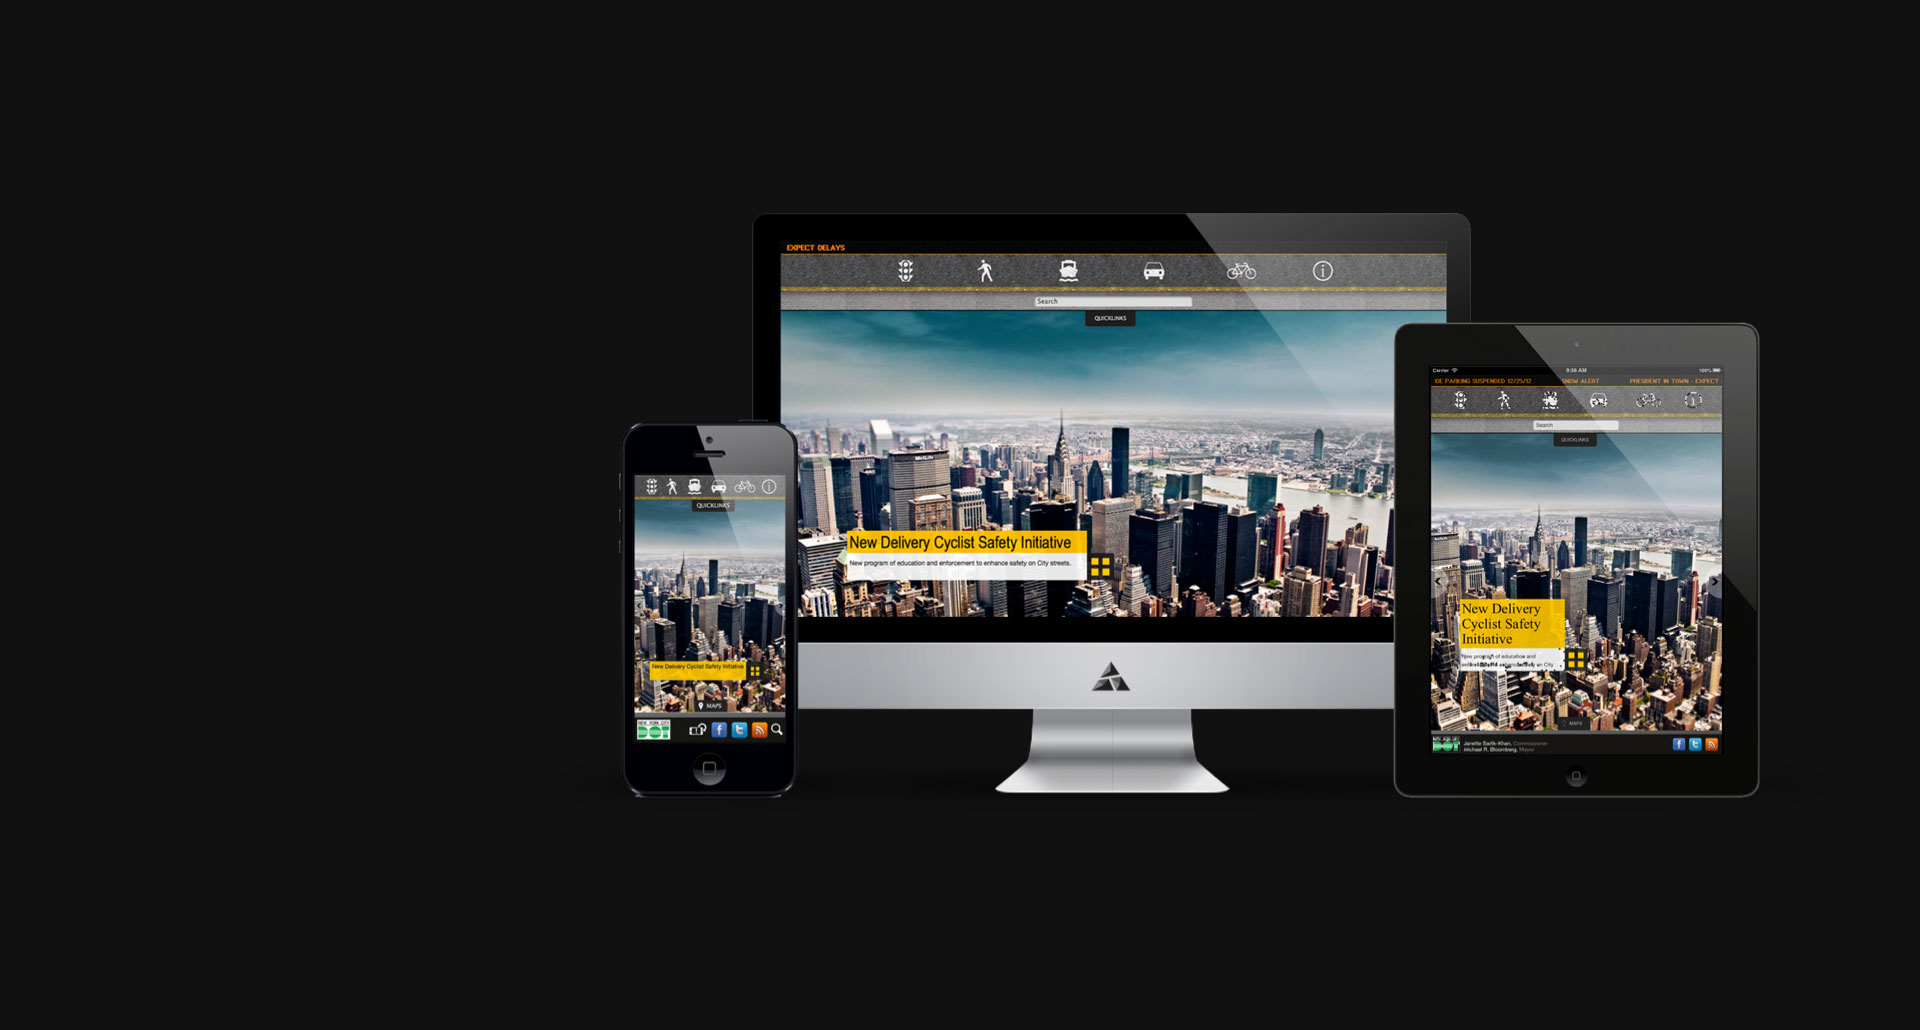 EXPECT DELAYS
Search
QUICKLINKS
MetLife
New Delivery Cyclist Safety Initiative
New program of education and enforcement to enhance safety on City streets.
QUICKLINKS
New Delivery Cyclist Safety Initiative
MAPS
NEW YORK CITY
DOT
Carrier
9:56 AM
100%
DE PARKING SUSPENDED 12/25/12 SNOW ALERT PRESIDENT IN TOWN - EXPECT
Search
QUICKLINKS
New Delivery
Cyclist Safety
Initiative
New program of education and
City
MAPS
DOT
Janette Sadik-Khan, Commissioner
Michael R. Bloomberg, Mayor